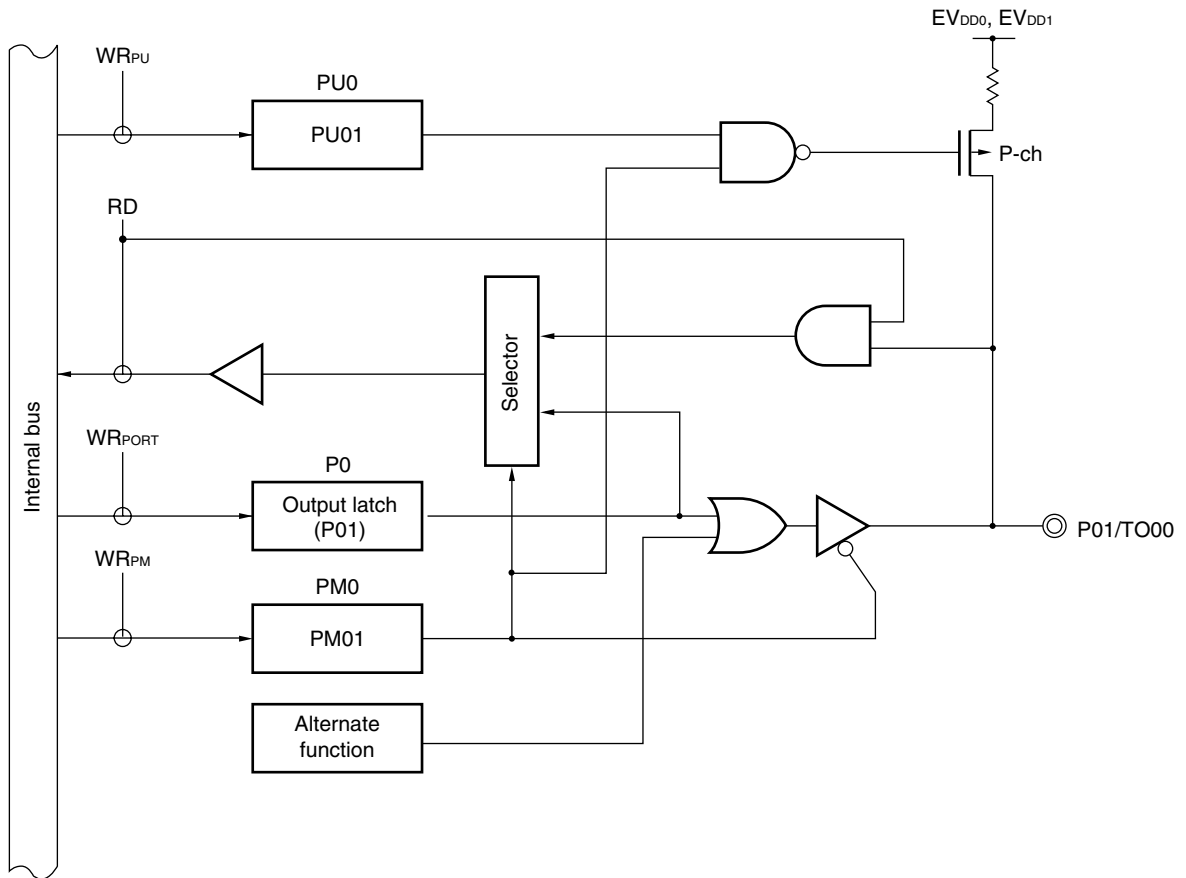 EVDD0, EVDD1
WRPU
PU0
PU01
P-ch
RD
Selector
Internal bus
WRPORT
P0
Output latch
(P01)
P01/TO00
WRPM
PM0
PM01
Alternate
function